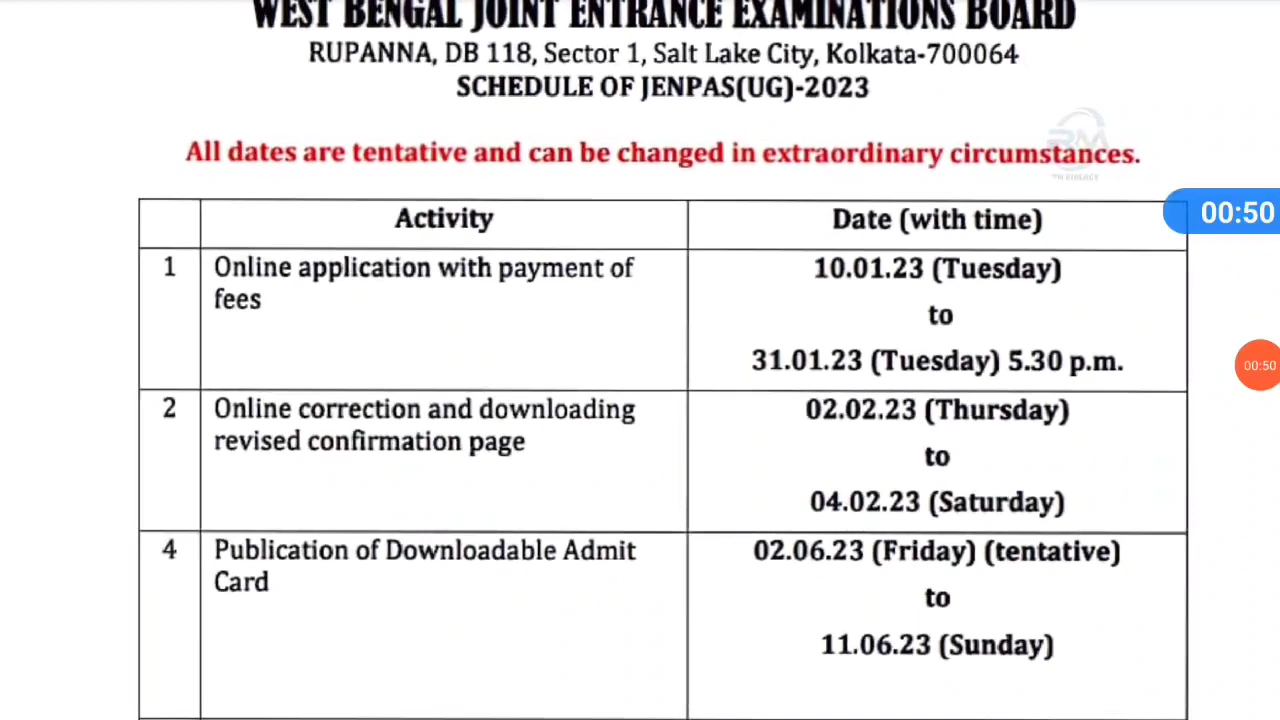 WEST BENGAL JOINT ENTRANCE EXAMINATIONS BOARD
RUPANNA, DB 118, Sector 1, Salt Lake City, Kolkata-700064
SCHEDULE OF JENPAS(UG)-2023
All dates are tentative and can be changed in extraordinary circumstances.
Activity
Date (with time)
00:50
1
Online application with payment of
fees
10.01.23 (Tuesday)
to
31.01.23 (Tuesday) 5.30 p.m.
00:50
2
Online correction and downloading
revised confirmation page
02.02.23 (Thursday)
to
04.02.23 (Saturday)
4
Publication of Downloadable Admit
Card
02.06.23 (Friday) (tentative)
to
11.06.23 (Sunday)